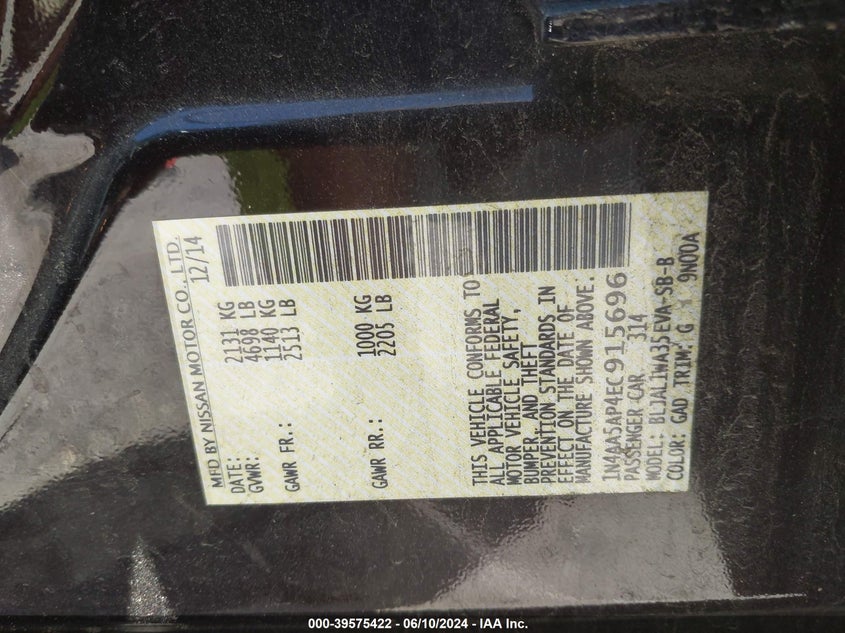 MFD BY NISSAN MOTOR CO., LTD.
DATE: 12/14
GVWR: 2131 KG
4698 LB
GAWR FR.: 1140 KG
2513 LB
GAWR RR.: 1000 KG
2205 LB
THIS VEHICLE CONFORMS TO
ALL APPLICABLE FEDERAL
MOTOR VEHICLE SAFETY,
BUMPER, AND THEFT
PREVENTION STANDARDS IN
EFFECT ON THE DATE OF
MANUFACTURE SHOWN ABOVE.
1N4AA5AP4EC915696
PASSENGER CAR 314
MODEL: BLJALJWA35EVA-SB-B
COLOR: GAD TRIM: G 9N00A
000-39575422 - 06/10/2024 - IAA Inc.